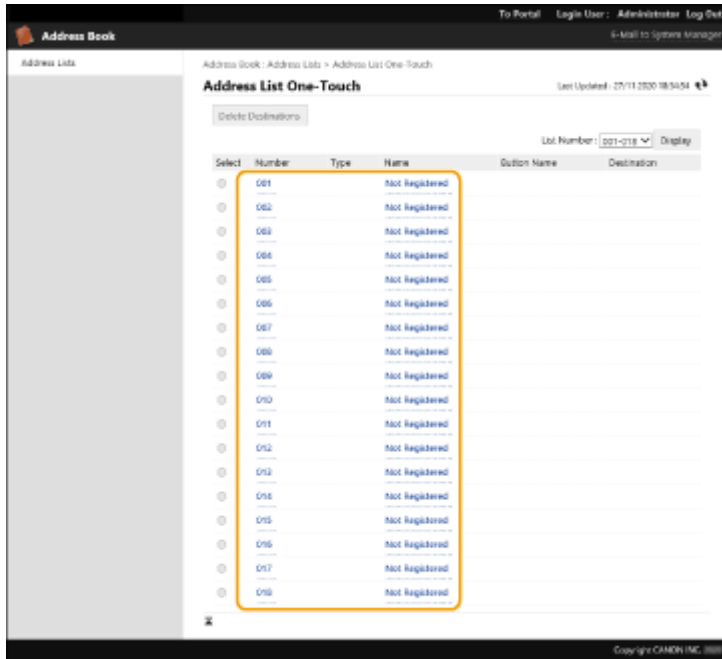 To Portal Login User : Administrator Log Out
Address Book E-Mail to System Manager
Address Lists
Address Book : Address Lists > Address List One-Touch
Address List One-Touch Last Updated : 27/11 2020 18:54:54
Delete Destinations
List Number : 001-018 Display
Select Number Type Name Button Name Destination
001 Not Registered
002 Not Registered
003 Not Registered
004 Not Registered
005 Not Registered
006 Not Registered
007 Not Registered
008 Not Registered
009 Not Registered
010 Not Registered
011 Not Registered
012 Not Registered
013 Not Registered
014 Not Registered
015 Not Registered
016 Not Registered
017 Not Registered
018 Not Registered
Copyright CANON INC.